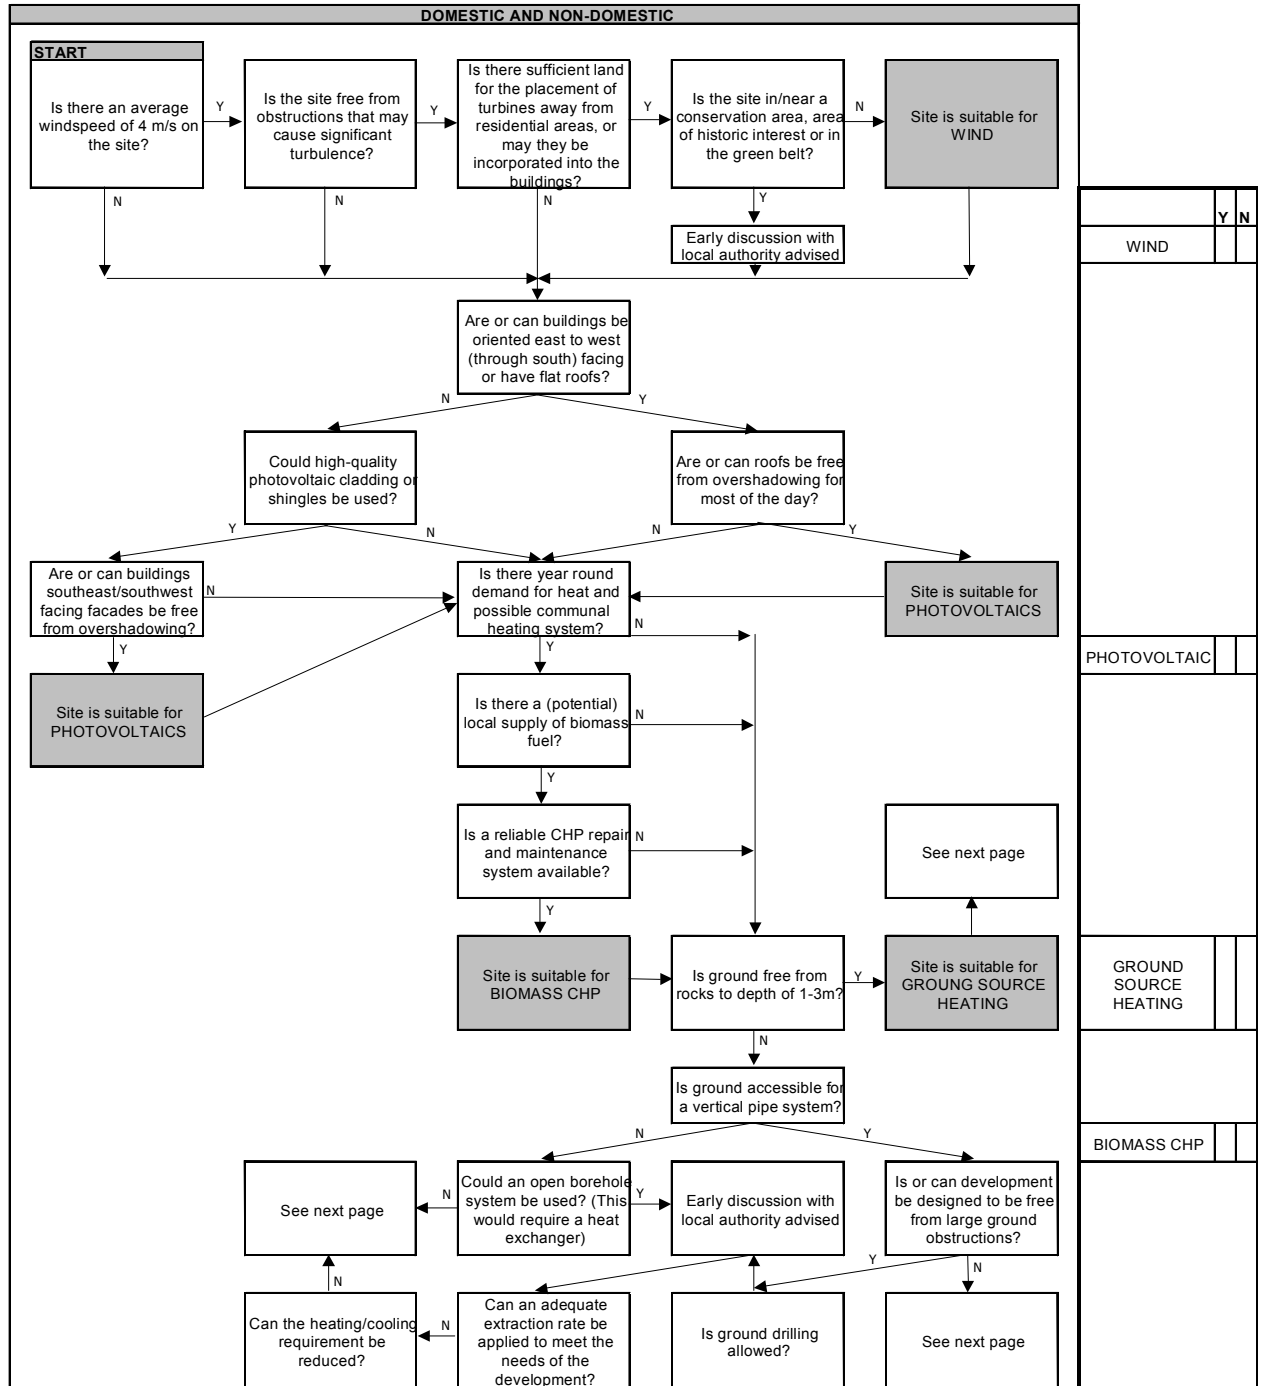 DOMESTIC AND NON-DOMESTIC
START
Is there an average
windspeed of 4 m/s on
the site?
Y
Is the site free from
obstructions that may
cause significant
turbulence?
Y
Is there sufficient land
for the placement of
turbines away from
residential areas, or
may they be
incorporated into the
buildings?
Y
Is the site in/near a
conservation area, area
of historic interest or in
the green belt?
N
Site is suitable for
WIND
N
N
N
Y
Early discussion with
local authority advised
Y N
WIND
Are or can buildings be
oriented east to west
(through south) facing
or have flat roofs?
N
Y
Could high-quality
photovoltaic cladding or
shingles be used?
Are or can roofs be free
from overshadowing for
most of the day?
Y
N
N
Y
Are or can buildings
southeast/southwest
facing facades be free
from overshadowing?
N
Is there year round
demand for heat and
possible communal
heating system?
N
Site is suitable for
PHOTOVOLTAICS
Y
Y
PHOTOVOLTAIC
Site is suitable for
PHOTOVOLTAICS
Is there a (potential)
local supply of biomass
fuel?
N
Y
Is a reliable CHP repair
and maintenance
system available?
N
See next page
Y
Site is suitable for
BIOMASS CHP
Is ground free from
rocks to depth of 1-3m?
Y
Site is suitable for
GROUNG SOURCE
HEATING
GROUND
SOURCE
HEATING
N
Is ground accessible for
a vertical pipe system?
N
Y
BIOMASS CHP
See next page
N
Could an open borehole
system be used? (This
would require a heat
exchanger)
Y
Early discussion with
local authority advised
Is or can development
be designed to be free
from large ground
obstructions?
Y
N
N
Can the heating/cooling
requirement be
reduced?
N
Can an adequate
extraction rate be
applied to meet the
needs of the
development?
Is ground drilling
allowed?
See next page